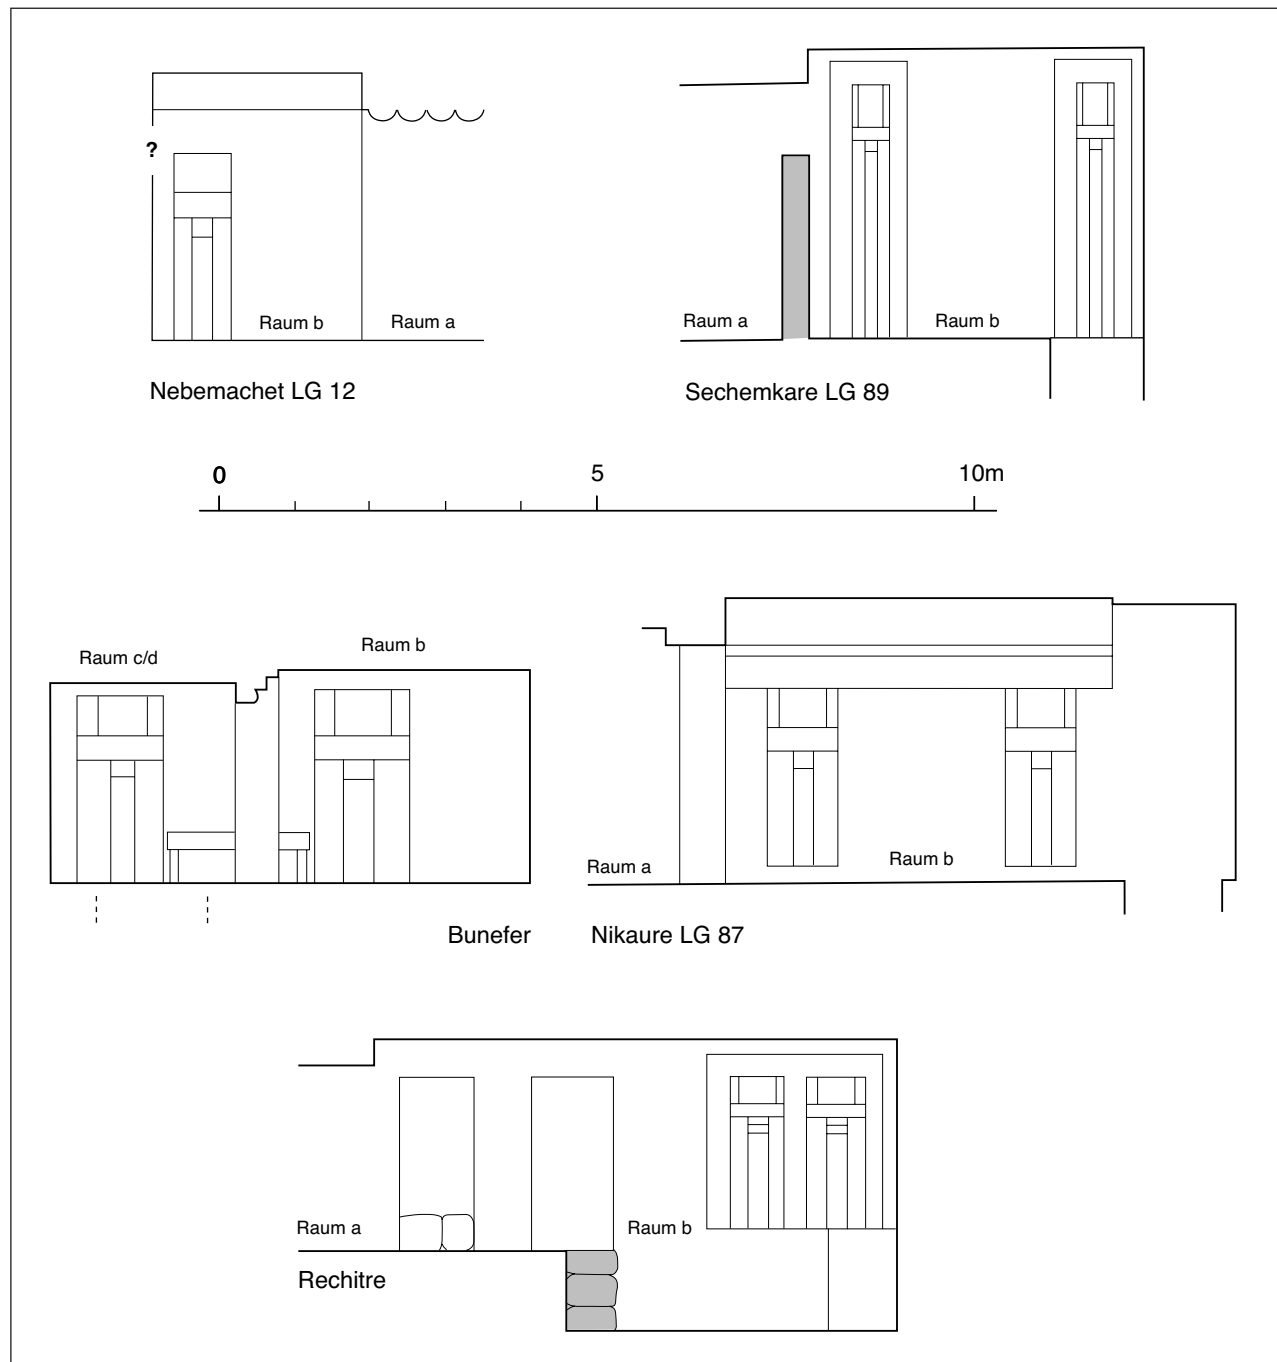 ?
Raum b
Raum a
Nebemachet LG 12
Raum a
Raum b
Sechemkare LG 89
0
5
10m
Raum c/d
Raum b
Bunefer
Raum a
Raum b
Nikaure LG 87
Raum a
Raum b
Rechitre